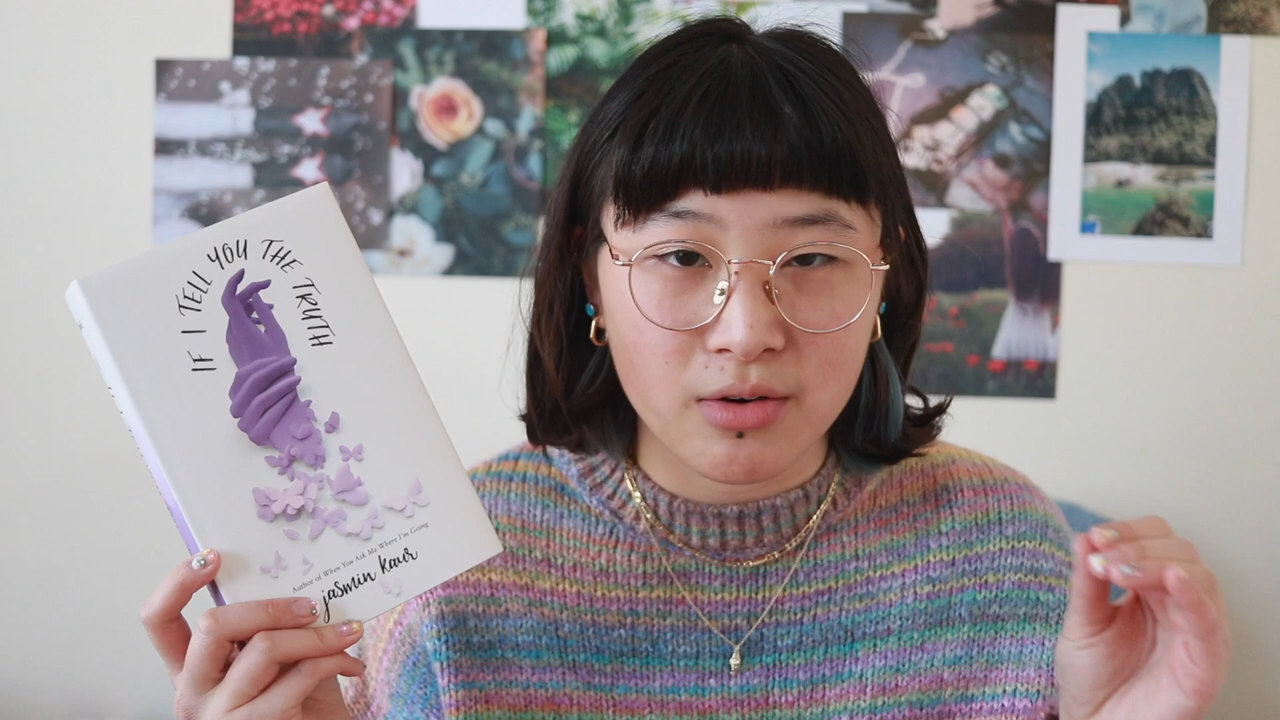 IF I TELL YOU THE TRUTH
Author of When You Ask Me Where I'm Going
jasmin kaur